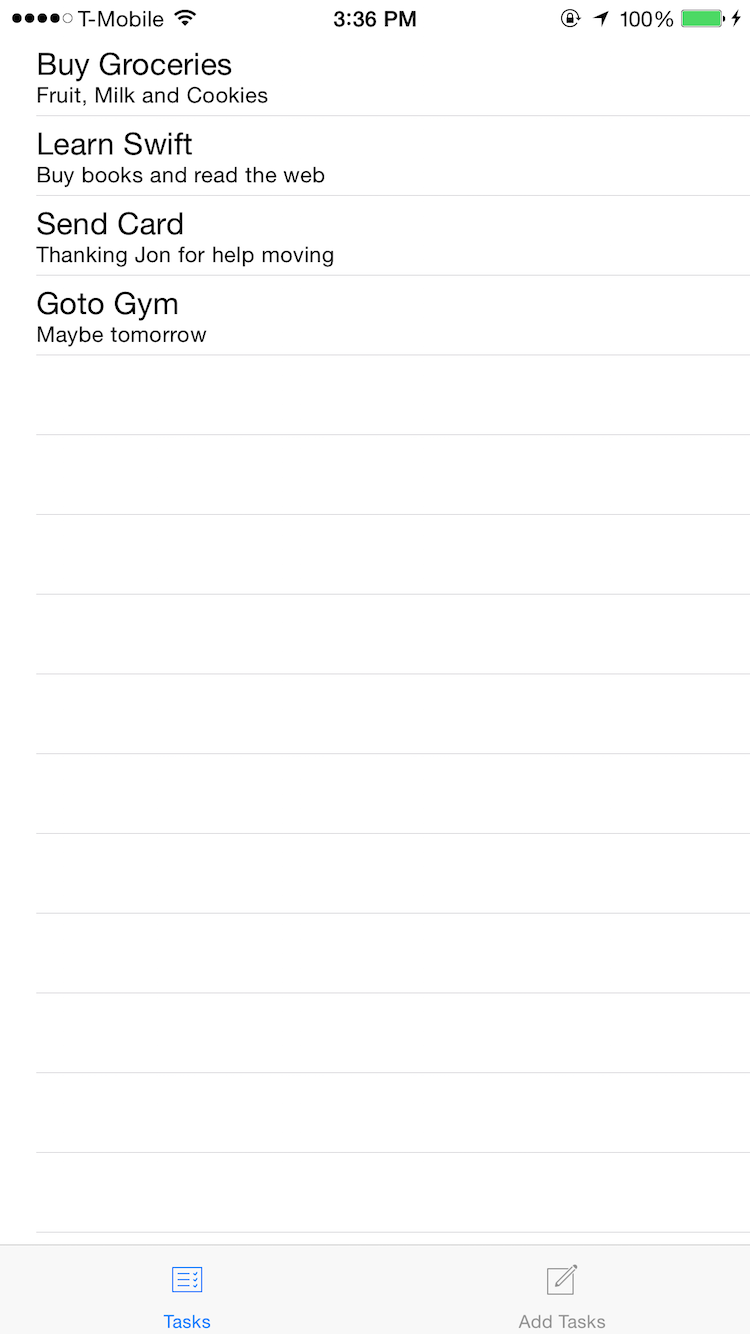 T-Mobile 3:36 PM 100%
Buy Groceries
Fruit, Milk and Cookies
Learn Swift
Buy books and read the web
Send Card
Thanking Jon for help moving
Goto Gym
Maybe tomorrow
Tasks Add Tasks